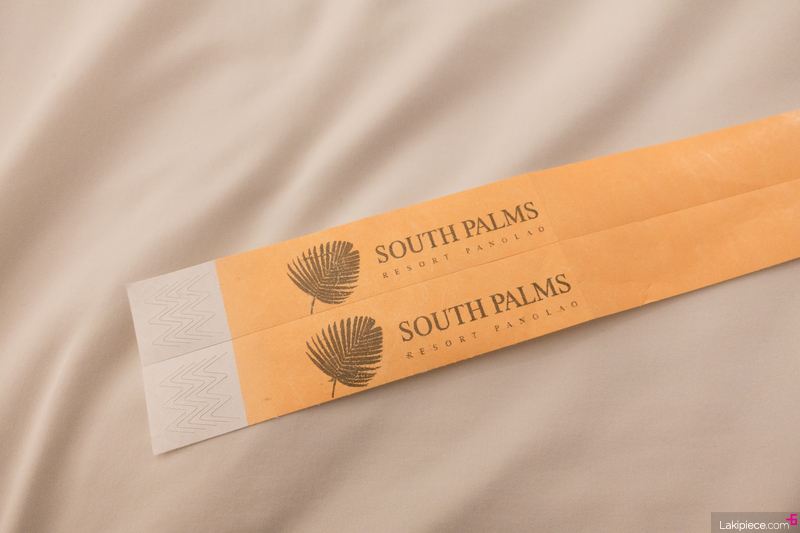 SOUTH PALMS
RESORT PANGLAO
SOUTH PALMS
RESORT PANGLAO
Lakipiece.com